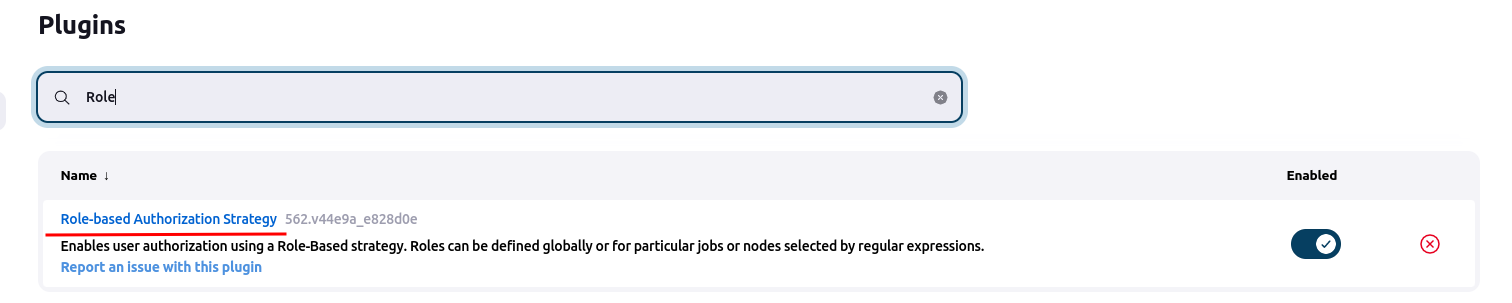 Plugins
Role
Name ↓ Enabled
Role-based Authorization Strategy 562.v44e9a_e828d0e
Enables user authorization using a Role-Based strategy. Roles can be defined globally or for particular jobs or nodes selected by regular expressions.
Report an issue with this plugin